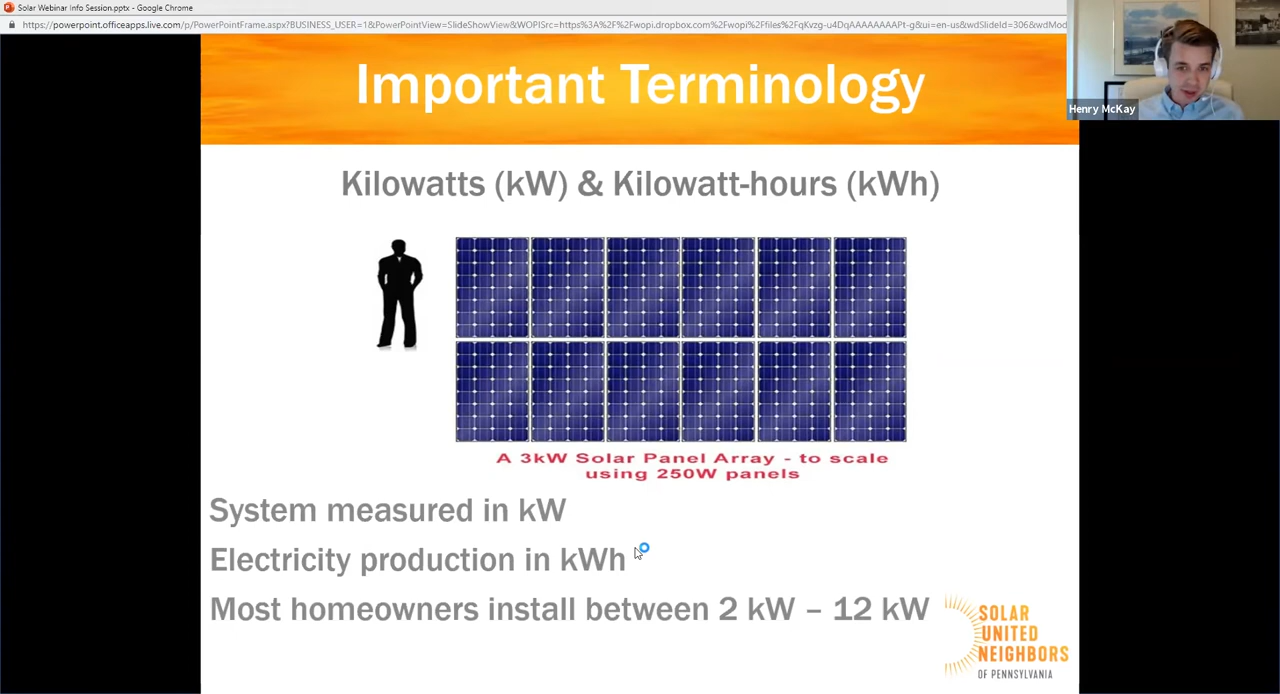 Solar Webinar Info Session.pptx - Google Chrome
https://powerpoint.officeapps.live.com/p/PowerPointFrame.aspx?BUSINESS_USER=1&PowerPointView=SlideShowView&WOPISrc=https%3A%2F%2Fwopi.dropbox.com%2Fwopi%2Ffiles%2FqKvzg-u4DqAAAAAAAAPt-g&ui=en-us&wdSlideId=306&wdMod
Henry McKay
Important Terminology
Kilowatts (kW) & Kilowatt-hours (kWh)
A 3kW Solar Panel Array - to scale
using 250W panels
System measured in kW
Electricity production in kWh
Most homeowners install between 2 kW – 12 kW
SOLAR
UNITED
NEIGHBORS
OF PENNSYLVANIA